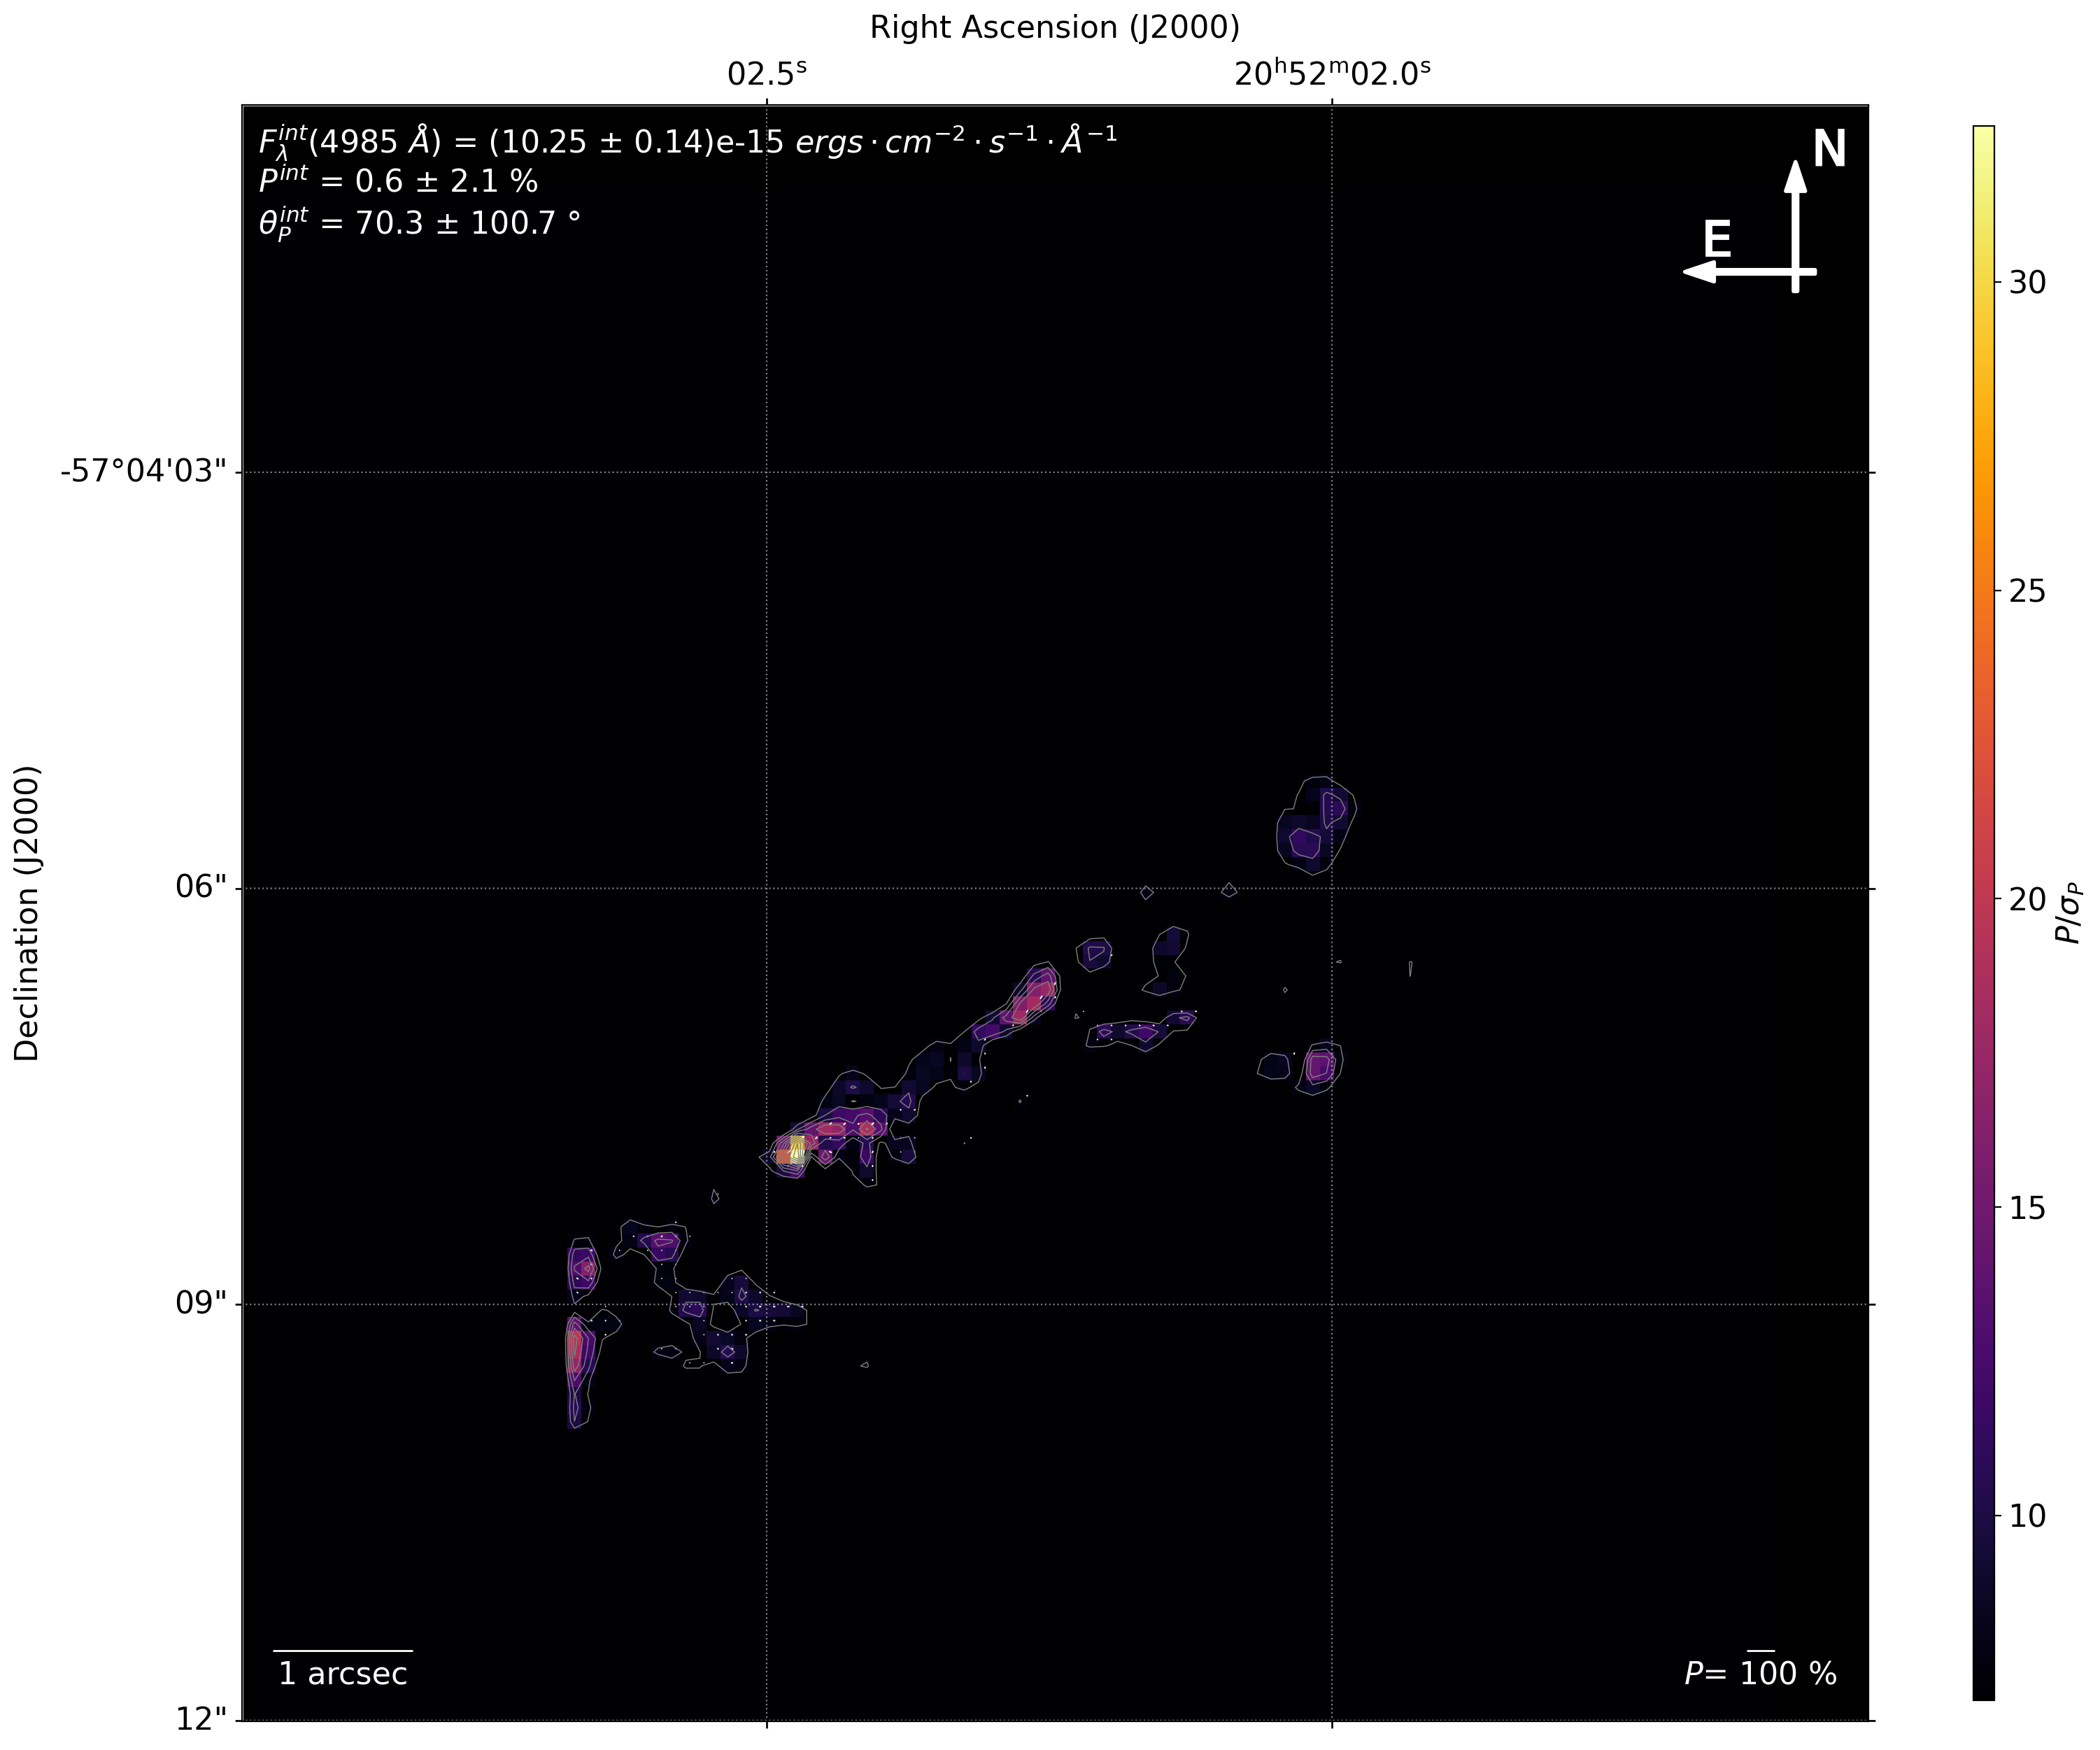 Right Ascension (J2000)
02.5ˢ 20ʰ52ᵐ02.0ˢ
F_λ^int(4985 Å) = (10.25 ± 0.14)e-15 ergs · cm⁻² · s⁻¹ · Å⁻¹
P^int = 0.6 ± 2.1 %
θ_P^int = 70.3 ± 100.7 °
N
E
Declination (J2000)
-57°04'03"
06"
09"
12"
30
25
20
15
10
P/σ_P
1 arcsec
P= 100 %